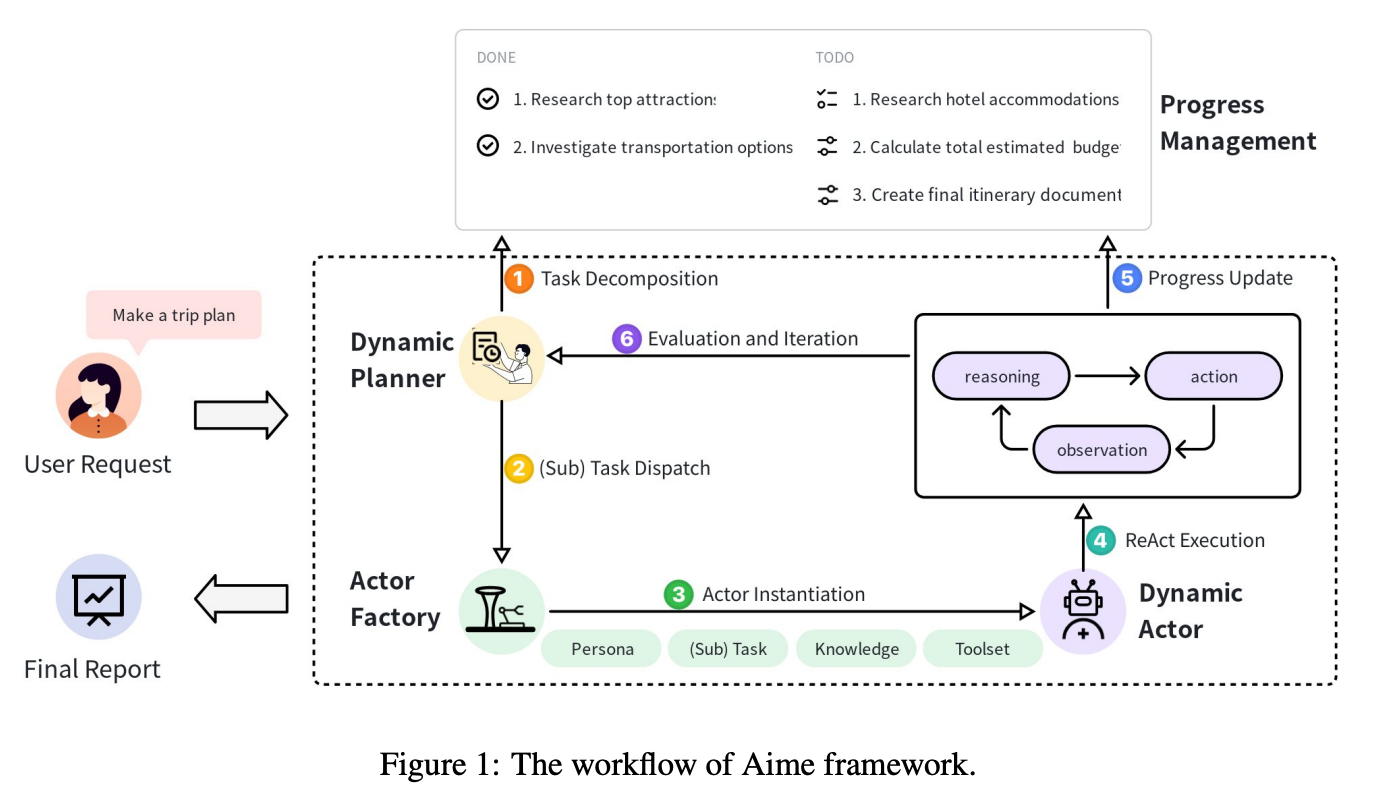 DONE
1. Research top attractions
2. Investigate transportation options
TODO
1. Research hotel accommodations
2. Calculate total estimated budge
3. Create final itinerary document
Progress
Management
1 Task Decomposition
5 Progress Update
Make a trip plan
User Request
Dynamic
Planner
6 Evaluation and Iteration
reasoning
action
observation
2 (Sub) Task Dispatch
4 ReAct Execution
Actor
Factory
3 Actor Instantiation
Persona
(Sub) Task
Knowledge
Toolset
Dynamic
Actor
Final Report
Figure 1: The workflow of Aime framework.